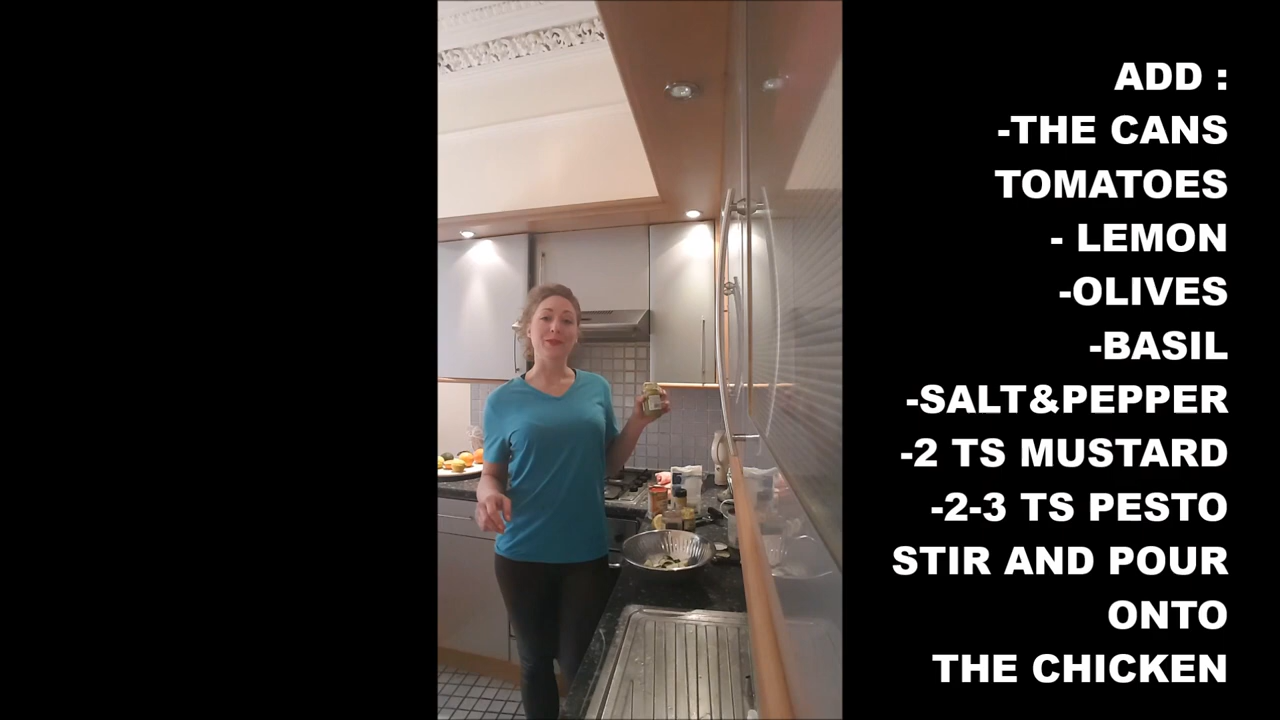 ADD :
-THE CANS
TOMATOES
- LEMON
-OLIVES
-BASIL
-SALT&PEPPER
-2 TS MUSTARD
-2-3 TS PESTO
STIR AND POUR
ONTO
THE CHICKEN